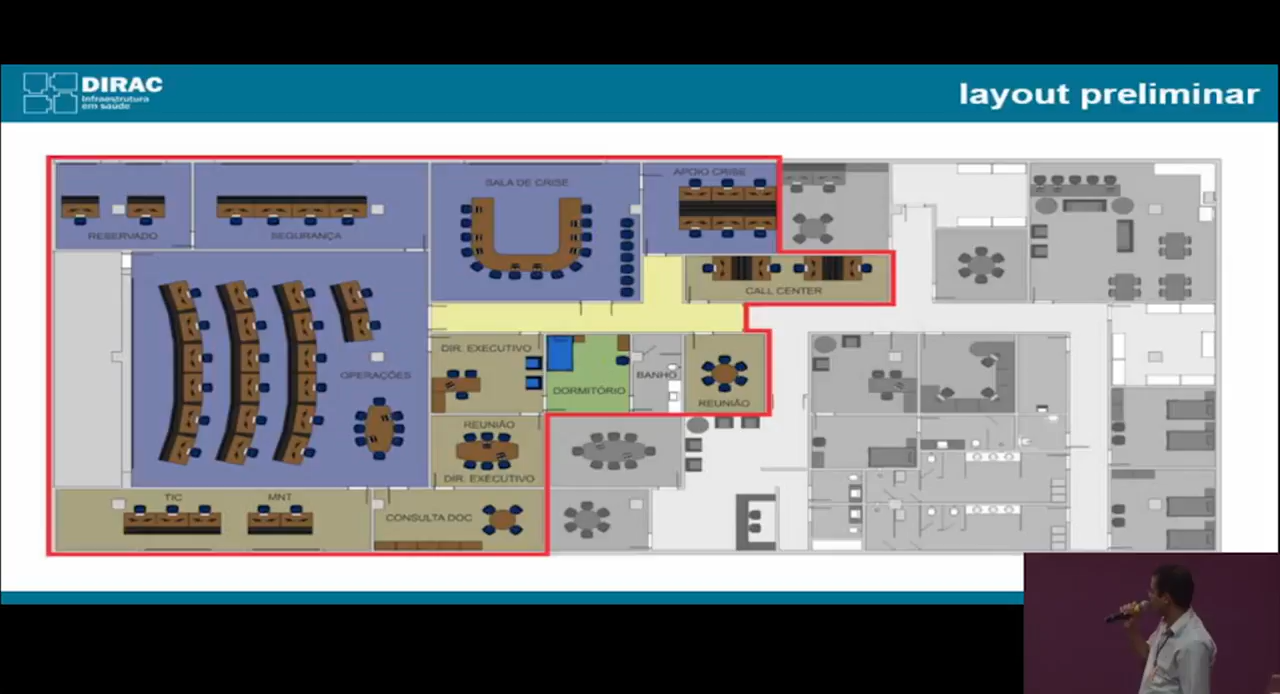 DIRAC
Infraestrutura
em saúde
layout preliminar
RESERVADO
SEGURANÇA
SALA DE CRISE
APOIO CRISE
CALL CENTER
OPERAÇÕES
DIR. EXECUTIVO
DORMITÓRIO
BANHO
REUNIÃO
REUNIÃO
DIR. EXECUTIVO
TIC
MNT
CONSULTA DOC